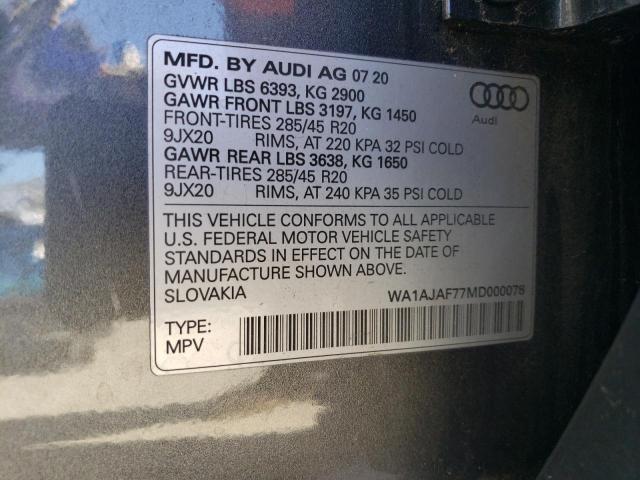 MFD. BY AUDI AG 07 20
GVWR LBS 6393, KG 2900
GAWR FRONT LBS 3197, KG 1450
FRONT-TIRES 285/45 R20
9JX20 RIMS, AT 220 KPA 32 PSI COLD
GAWR REAR LBS 3638, KG 1650
REAR-TIRES 285/45 R20
9JX20 RIMS, AT 240 KPA 35 PSI COLD
Audi
THIS VEHICLE CONFORMS TO ALL APPLICABLE
U.S. FEDERAL MOTOR VEHICLE SAFETY
STANDARDS IN EFFECT ON THE DATE OF
MANUFACTURE SHOWN ABOVE.
SLOVAKIA WA1AJAF77MD000078
TYPE:
MPV